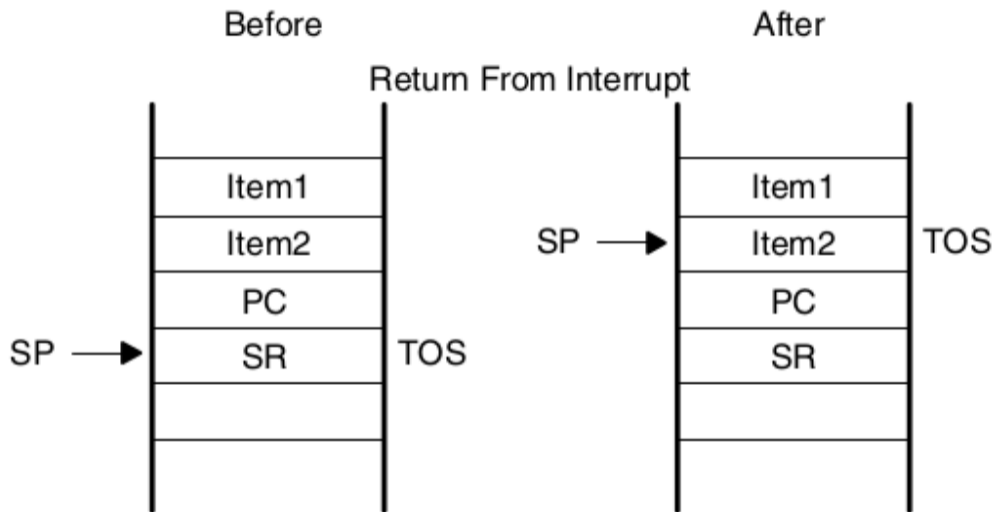 Before After
Return From Interrupt
Item1 Item1
Item2 SP Item2 TOS
PC PC
SP SR TOS SR